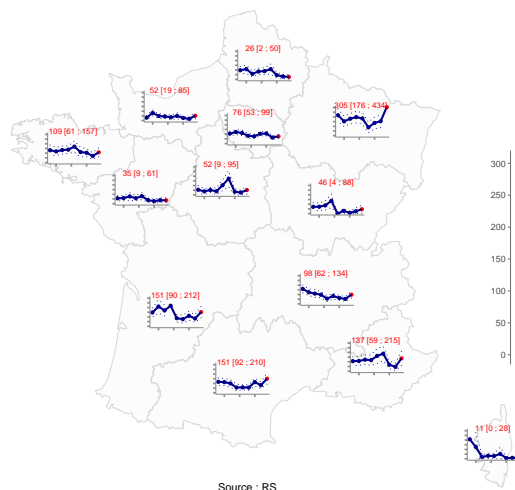 26 [2 ; 50]
52 [19 ; 85]
305 [176 ; 434]
76 [53 ; 99]
109 [61 ; 157]
52 [9 ; 95]
35 [9 ; 61]
46 [4 ; 88]
300
250
200
150
100
50
0
98 [62 ; 134]
151 [90 ; 212]
137 [59 ; 215]
151 [92 ; 210]
11 [0 ; 28]
Source : RS